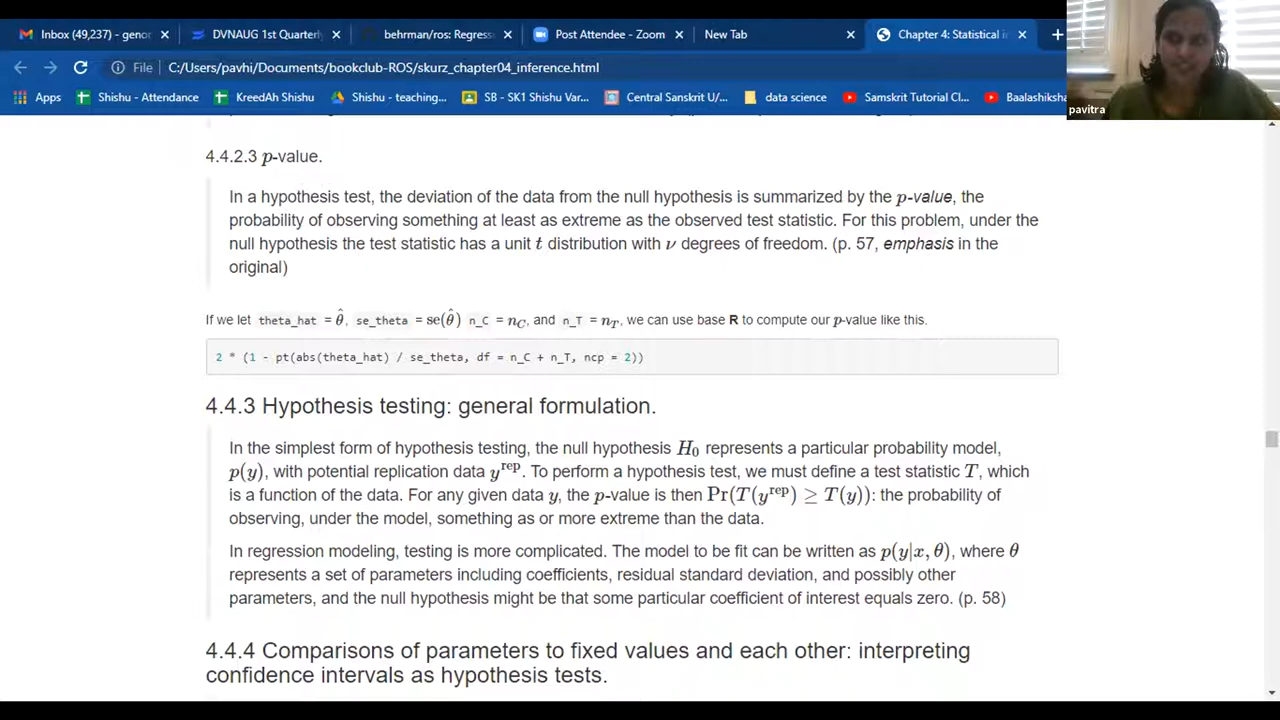 Inbox (49,237) - genor
DVNAUG 1st Quarterly
behrman/ros: Regress
Post Attendee - Zoom
New Tab
Chapter 4: Statistical in
File C:/Users/pavhi/Documents/bookclub-ROS/skurz_chapter04_inference.html
pavitra
Apps
Shishu - Attendance
KreedAh Shishu
Shishu - teaching...
SB - SK1 Shishu Var...
Central Sanskrit U/...
data science
Samskrit Tutorial Cl...
Baalashiksha
4.4.2.3 p-value.
In a hypothesis test, the deviation of the data from the null hypothesis is summarized by the p-value, the
probability of observing something at least as extreme as the observed test statistic. For this problem, under the
null hypothesis the test statistic has a unit t distribution with ν degrees of freedom. (p. 57, emphasis in the
original)
If we let theta_hat = θ̂, se_theta = se(θ̂) n_C = n_C, and n_T = n_T, we can use base R to compute our p-value like this.
2 * (1 - pt(abs(theta_hat) / se_theta, df = n_C + n_T, ncp = 2))
4.4.3 Hypothesis testing: general formulation.
In the simplest form of hypothesis testing, the null hypothesis H₀ represents a particular probability model,
p(y), with potential replication data y^rep. To perform a hypothesis test, we must define a test statistic T, which
is a function of the data. For any given data y, the p-value is then Pr(T(y^rep) ≥ T(y)): the probability of
observing, under the model, something as or more extreme than the data.
In regression modeling, testing is more complicated. The model to be fit can be written as p(y|x, θ), where θ
represents a set of parameters including coefficients, residual standard deviation, and possibly other
parameters, and the null hypothesis might be that some particular coefficient of interest equals zero. (p. 58)
4.4.4 Comparisons of parameters to fixed values and each other: interpreting
confidence intervals as hypothesis tests.